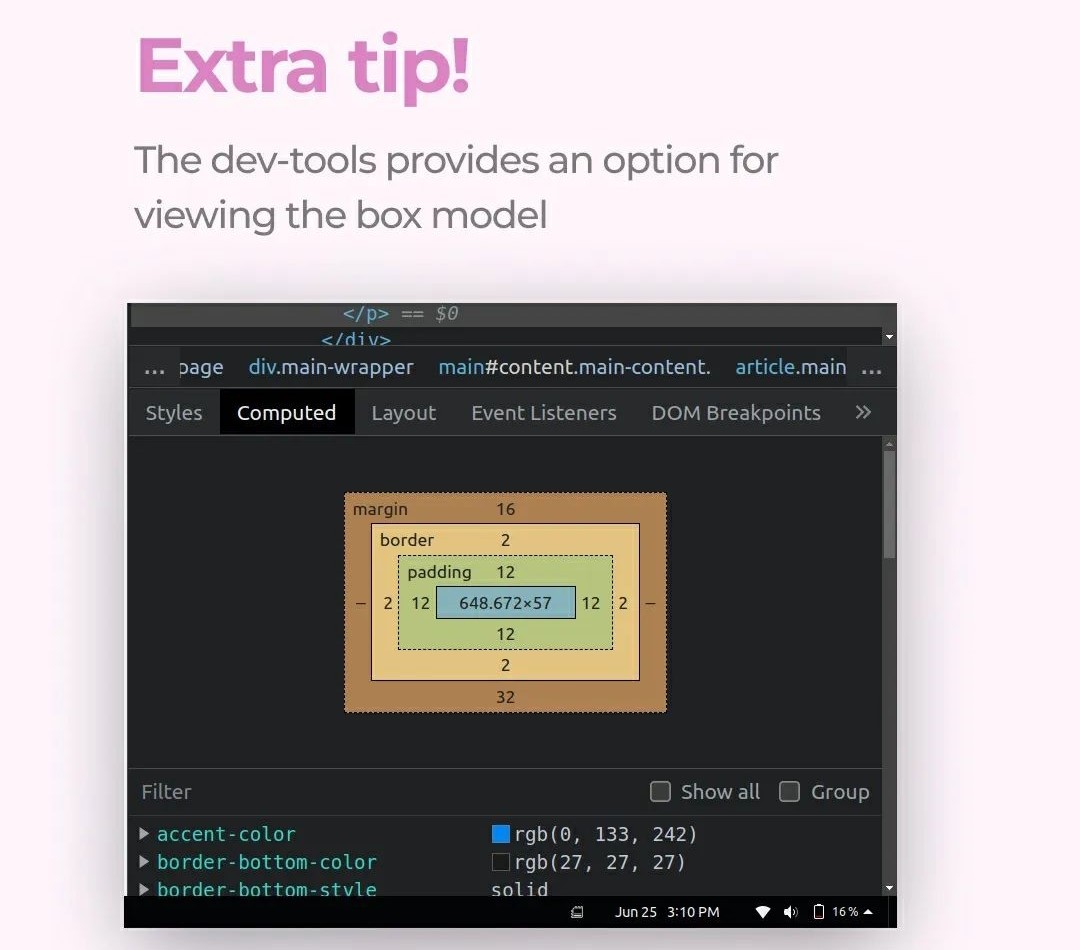 Extra tip!
The dev-tools provides an option for
viewing the box model
</p> == $0
</div>
... page div.main-wrapper main#content.main-content. article.main ...
Styles Computed Layout Event Listeners DOM Breakpoints »
margin 16
border 2
padding 12
– 2 12 648.672×57 12 2 –
12
2
32
Filter Show all Group
accent-color rgb(0, 133, 242)
border-bottom-color rgb(27, 27, 27)
border-bottom-style solid
Jun 25 3:10 PM 16%